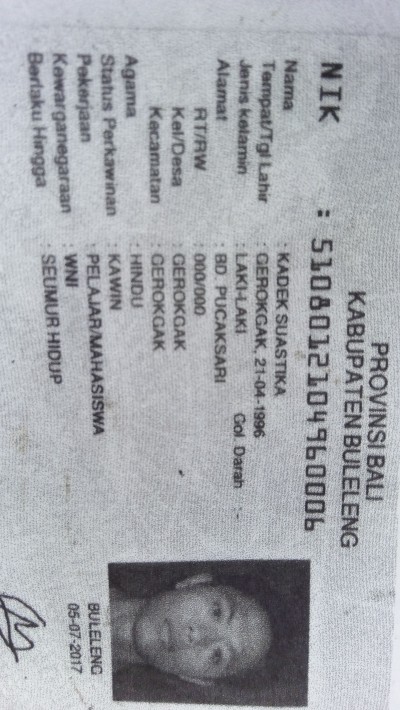 PROVINSI BALI
KABUPATEN BULELENG
NIK : 5108012104960006
Nama : KADEK SUASTIKA
Tempat/Tgl Lahir : GEROKGAK, 21-04-1996
Jenis kelamin : LAKI-LAKI Gol. Darah : -
Alamat : BD. PUCAKSARI
RT/RW : 000/000
Kel/Desa : GEROKGAK
Kecamatan : GEROKGAK
Agama : HINDU
Status Perkawinan : KAWIN
Pekerjaan : PELAJAR/MAHASISWA
Kewarganegaraan : WNI
Berlaku Hingga : SEUMUR HIDUP
BULELENG
05-07-2017